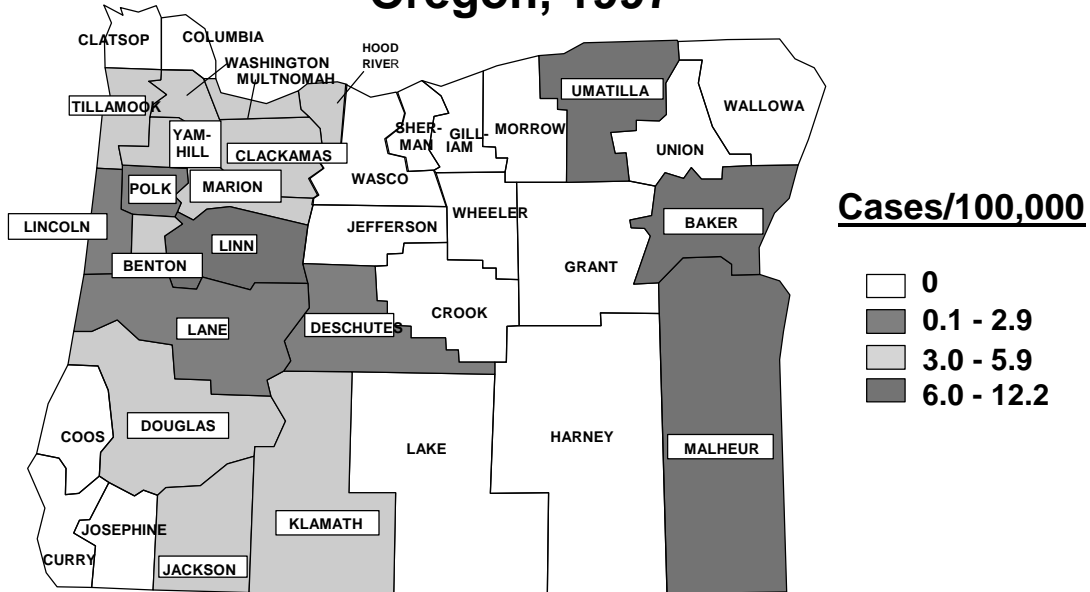 Oregon, 1997
CLATSOP
COLUMBIA
HOOD
RIVER
WASHINGTON
MULTNOMAH
TILLAMOOK
UMATILLA
WALLOWA
YAM-
HILL
CLACKAMAS
SHER-
MAN
GILL-
IAM
MORROW
UNION
POLK
MARION
WASCO
LINCOLN
LINN
JEFFERSON
WHEELER
BAKER
BENTON
GRANT
LANE
DESCHUTES
CROOK
DOUGLAS
COOS
LAKE
HARNEY
MALHEUR
JOSEPHINE
KLAMATH
CURRY
JACKSON
Cases/100,000
0
0.1 - 2.9
3.0 - 5.9
6.0 - 12.2